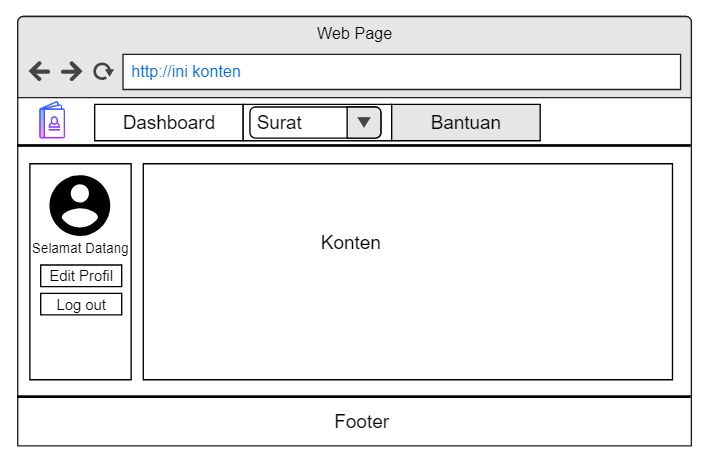 Web Page
http://ini konten
Dashboard
Surat
Bantuan
Selamat Datang
Edit Profil
Log out
Konten
Footer